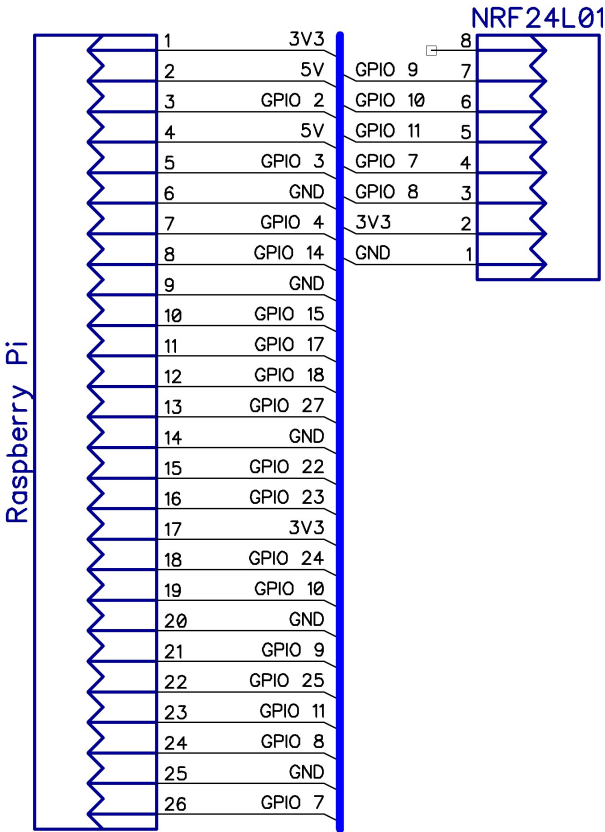 NRF24L01
1 3V3
2 5V
3 GPIO 2
4 5V
5 GPIO 3
6 GND
7 GPIO 4
8 GPIO 14
9 GND
10 GPIO 15
11 GPIO 17
12 GPIO 18
13 GPIO 27
14 GND
15 GPIO 22
16 GPIO 23
17 3V3
18 GPIO 24
19 GPIO 10
20 GND
21 GPIO 9
22 GPIO 25
23 GPIO 11
24 GPIO 8
25 GND
26 GPIO 7
Raspberry Pi
8
GPIO 9 7
GPIO 10 6
GPIO 11 5
GPIO 7 4
GPIO 8 3
3V3 2
GND 1